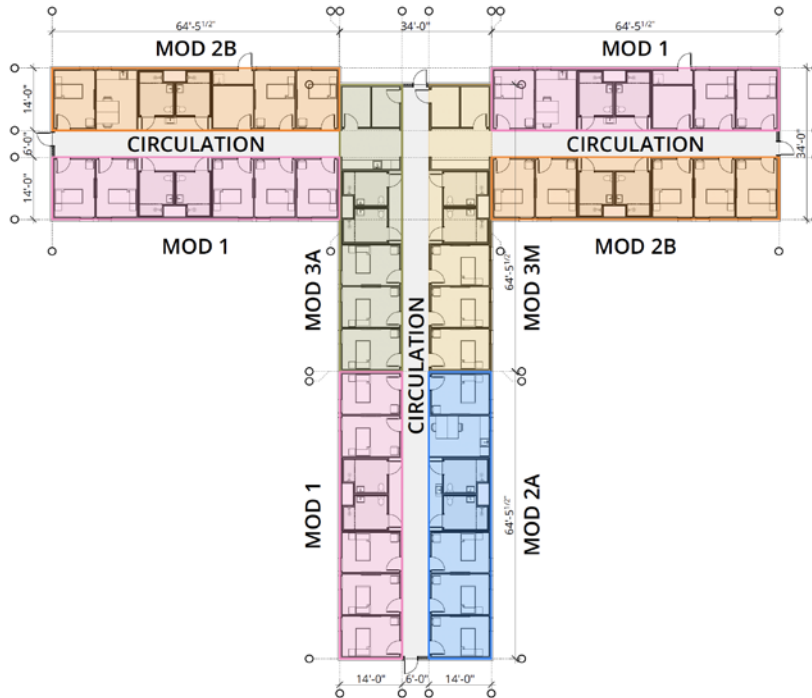 64'-5 1/2"
34'-0"
64'-5 1/2"
MOD 2B
MOD 1
14'-0"
6'-0"
14'-0"
CIRCULATION
CIRCULATION
34'-0"
MOD 1
MOD 2B
MOD 3A
MOD 3M
64'-5 1/2"
CIRCULATION
MOD 1
MOD 2A
64'-5 1/2"
14'-0"
6'-0"
14'-0"